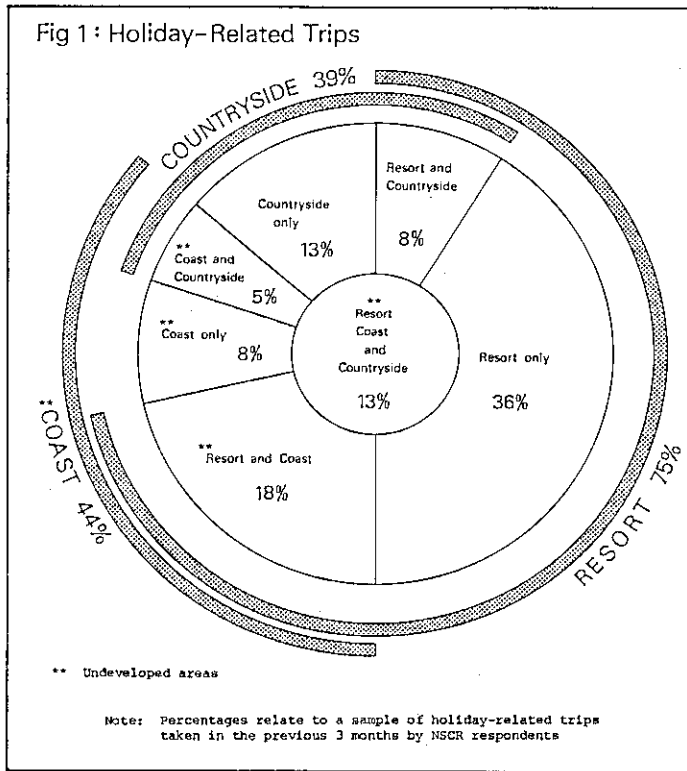 Fig 1: Holiday-Related Trips
COUNTRYSIDE 39%
Resort and
Countryside
8%
Countryside
only
13%
**
Coast and
Countryside
5%
**
Coast only
8%
**
Resort
Coast
and
Countryside
13%
Resort only
36%
**
Resort and Coast
18%
**COAST 44%
RESORT 75%
** Undeveloped areas
Note: Percentages relate to a sample of holiday-related trips
taken in the previous 3 months by NSCR respondents